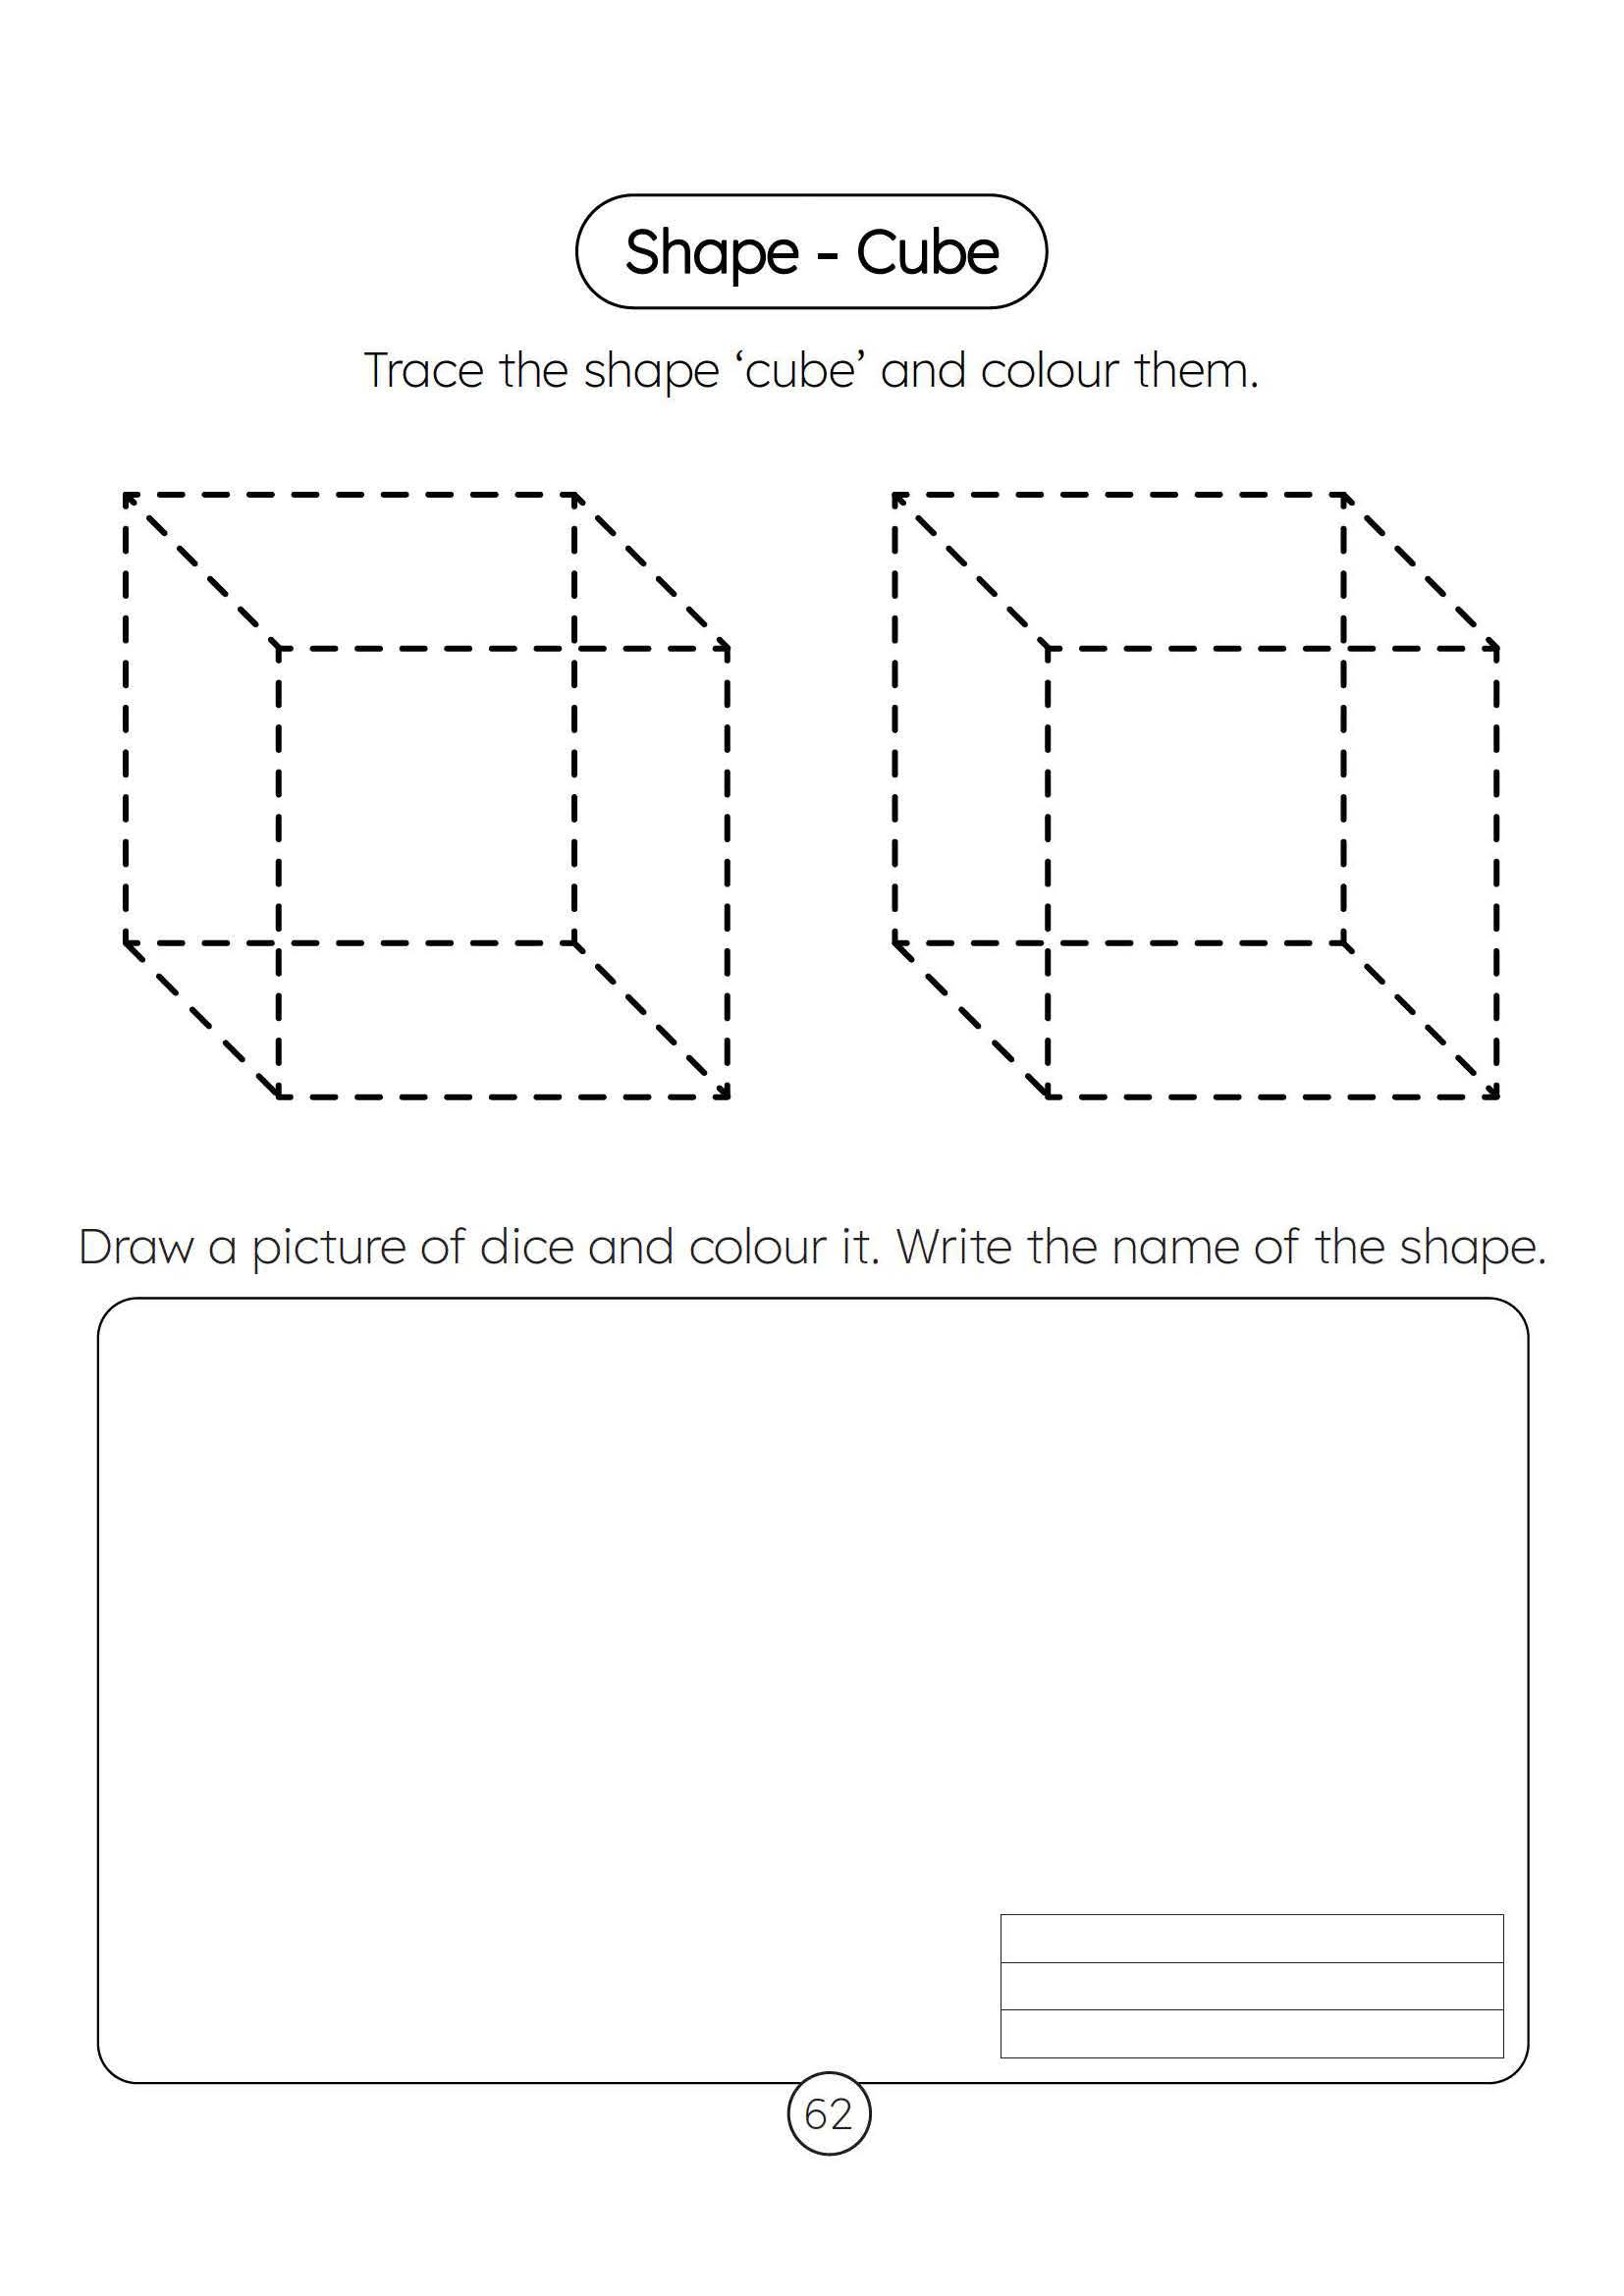 Shape - Cube
Trace the shape ‘cube’ and colour them.
Draw a picture of dice and colour it. Write the name of the shape.
62